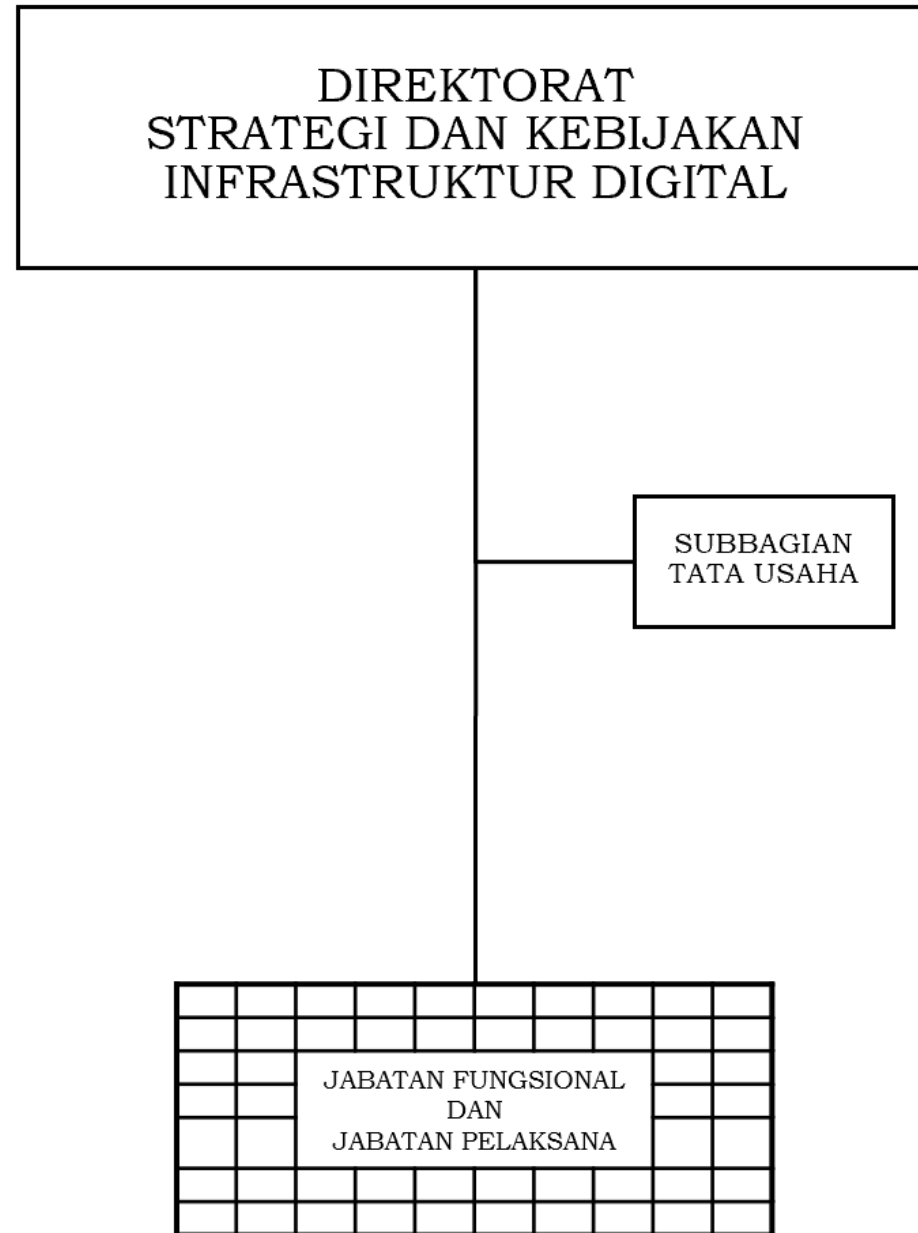 DIREKTORAT
STRATEGI DAN KEBIJAKAN
INFRASTRUKTUR DIGITAL
SUBBAGIAN
TATA USAHA
JABATAN FUNGSIONAL
DAN
JABATAN PELAKSANA